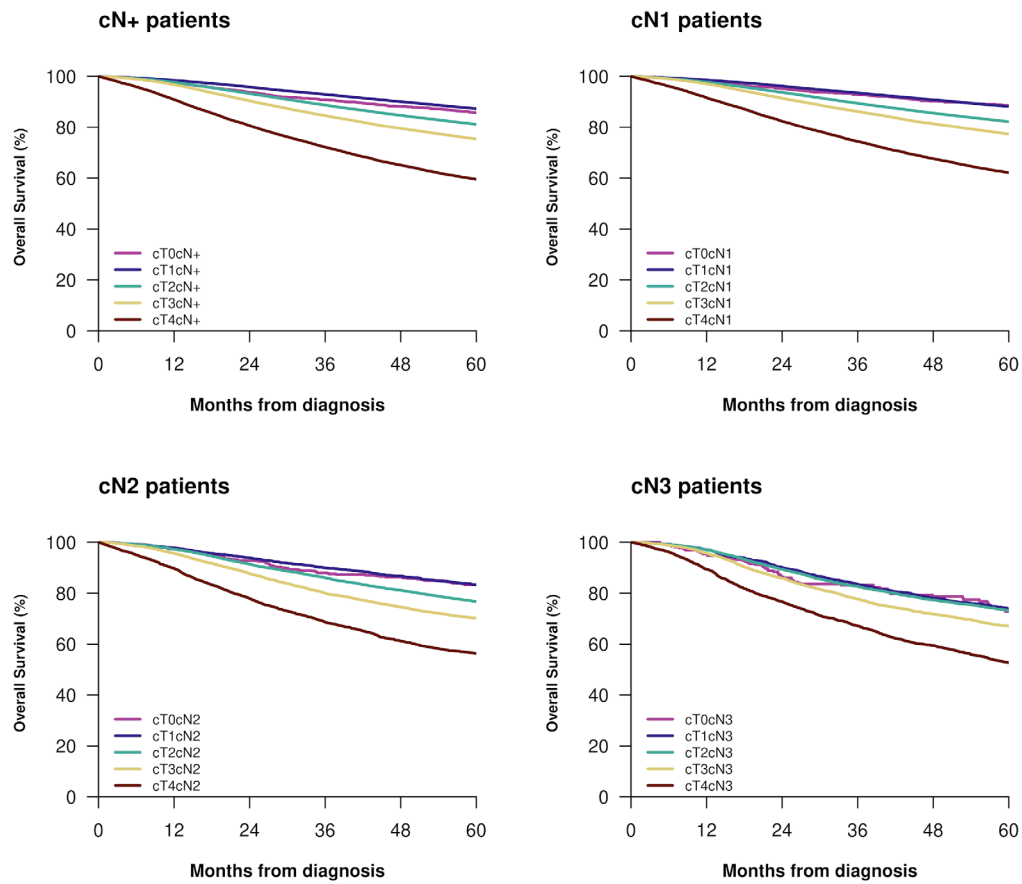 cN+ patients
100
80
60
40
20
0
Overall Survival (%)
cT0cN+
cT1cN+
cT2cN+
cT3cN+
cT4cN+
0 12 24 36 48 60
Months from diagnosis
cN1 patients
100
80
60
40
20
0
Overall Survival (%)
cT0cN1
cT1cN1
cT2cN1
cT3cN1
cT4cN1
0 12 24 36 48 60
Months from diagnosis
cN2 patients
100
80
60
40
20
0
Overall Survival (%)
cT0cN2
cT1cN2
cT2cN2
cT3cN2
cT4cN2
0 12 24 36 48 60
Months from diagnosis
cN3 patients
100
80
60
40
20
0
Overall Survival (%)
cT0cN3
cT1cN3
cT2cN3
cT3cN3
cT4cN3
0 12 24 36 48 60
Months from diagnosis